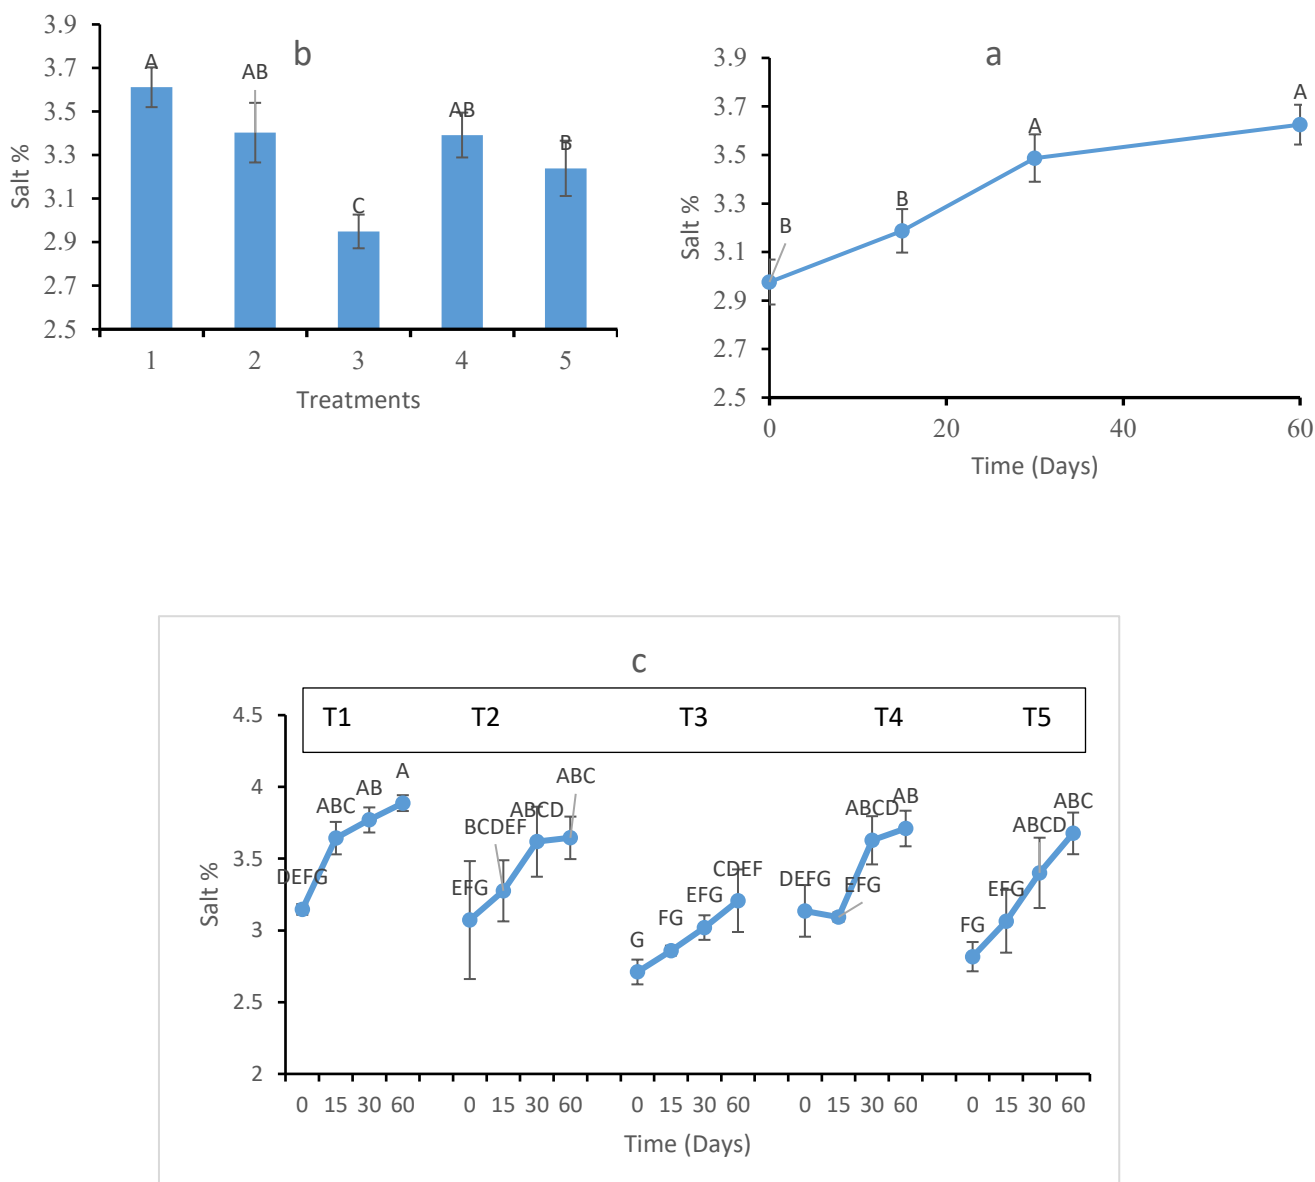 b
3.9
3.7
3.5
3.3
3.1
2.9
2.7
2.5
Salt %
A
AB
C
AB
B
1 2 3 4 5
Treatments
a
3.9
3.7
3.5
3.3
3.1
2.9
2.7
2.5
Salt %
B
B
A
A
0 20 40 60
Time (Days)
c
T1 T2 T3 T4 T5
4.5
4
3.5
3
2.5
2
Salt %
DEFG
ABC
AB
A
EFG
BCDEF
ABCD
ABC
G
FG
EFG
CDEF
DEFG
EFG
ABCD
AB
FG
EFG
ABCD
ABC
0 15 30 60 0 15 30 60 0 15 30 60 0 15 30 60 0 15 30 60
Time (Days)